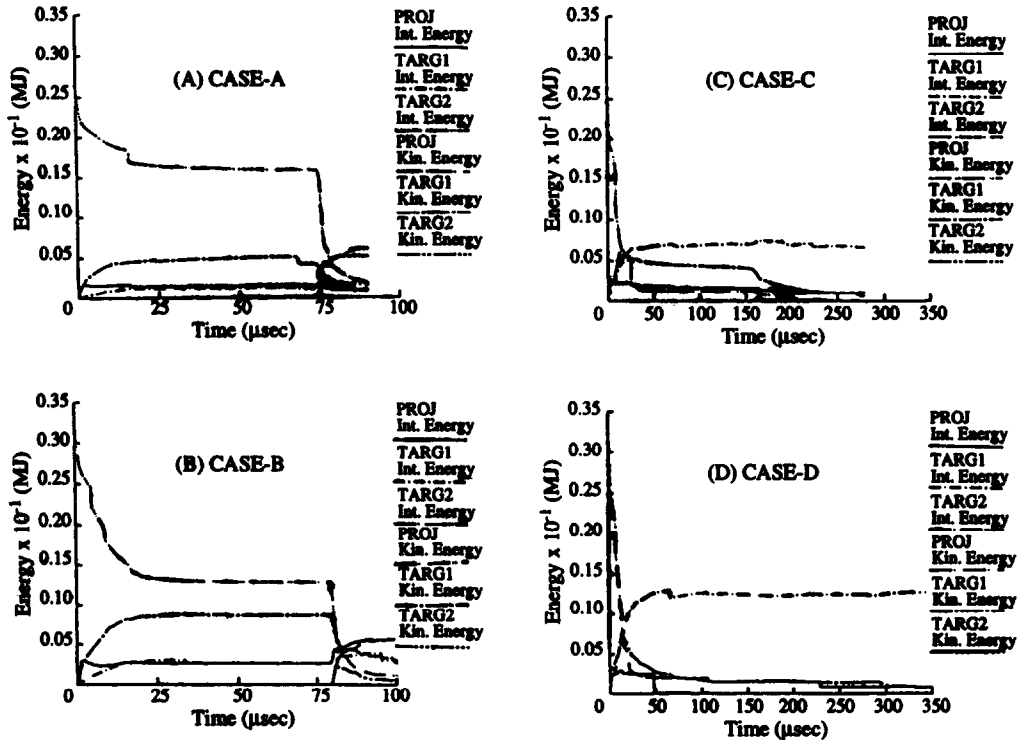 (A) CASE-A
Energy x 10⁻¹ (MJ)
0.35
0.30
0.25
0.20
0.15
0.10
0.05
0 25 50 75 100
Time (µsec)
PROJ
Int. Energy
TARG1
Int. Energy
TARG2
Int. Energy
PROJ
Kin. Energy
TARG1
Kin. Energy
TARG2
Kin. Energy
(C) CASE-C
Energy x 10⁻¹ (MJ)
0.35
0.30
0.25
0.20
0.15
0.10
0.05
0 50 100 150 200 250 300 350
Time (µsec)
PROJ
Int. Energy
TARG1
Int. Energy
TARG2
Int. Energy
PROJ
Kin. Energy
TARG1
Kin. Energy
TARG2
Kin. Energy
(B) CASE-B
Energy x 10⁻¹ (MJ)
0.35
0.30
0.25
0.20
0.15
0.10
0.05
0 25 50 75 100
Time (µsec)
PROJ
Int. Energy
TARG1
Int. Energy
TARG2
Int. Energy
PROJ
Kin. Energy
TARG1
Kin. Energy
TARG2
Kin. Energy
(D) CASE-D
Energy x 10⁻¹ (MJ)
0.35
0.30
0.25
0.20
0.15
0.10
0.05
0 50 100 150 200 250 300 350
Time (µsec)
PROJ
Int. Energy
TARG1
Int. Energy
TARG2
Int. Energy
PROJ
Kin. Energy
TARG1
Kin. Energy
TARG2
Kin. Energy